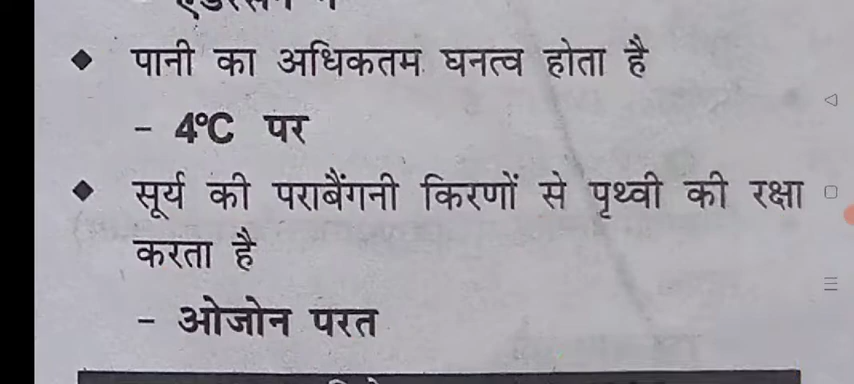 ◆ पानी का अधिकतम घनत्व होता है
- 4°C पर
◆ सूर्य की पराबैंगनी किरणों से पृथ्वी की रक्षा
करता है
- ओजोन परत